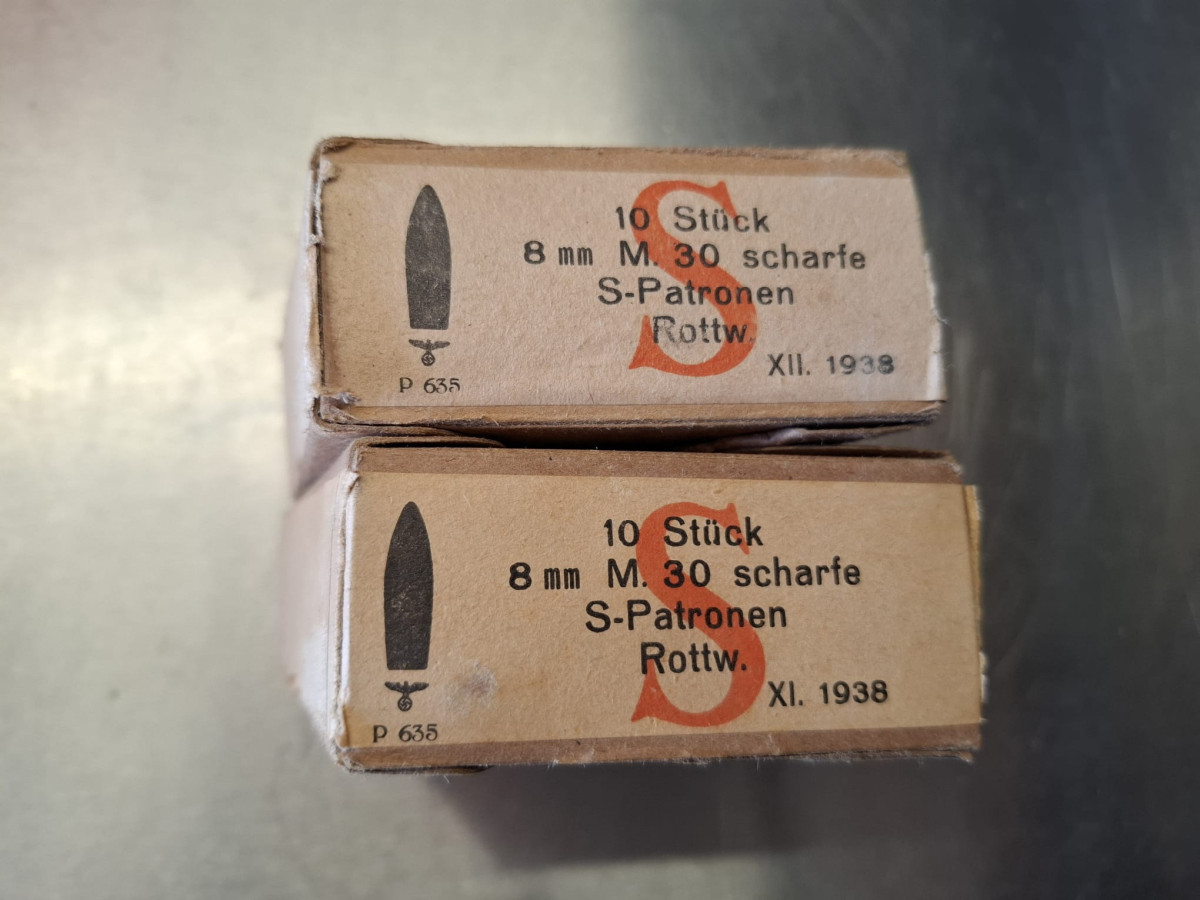 S
10 Stück
8 mm M. 30 scharfe
S-Patronen
Rottw.
XII. 1938
P 635
S
10 Stück
8 mm M. 30 scharfe
S-Patronen
Rottw.
XI. 1938
P 635